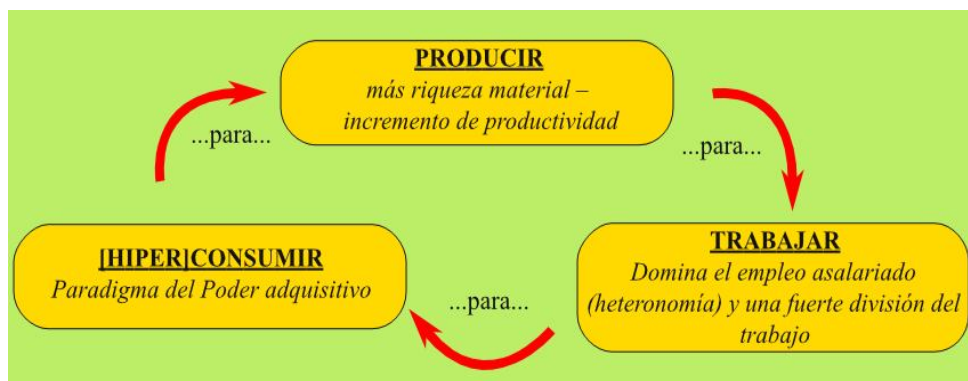 PRODUCIR
más riqueza material –
incremento de productividad
...para...
...para...
[HIPER]CONSUMIR
Paradigma del Poder adquisitivo
TRABAJAR
Domina el empleo asalariado
(heteronomía) y una fuerte división del
trabajo
...para...